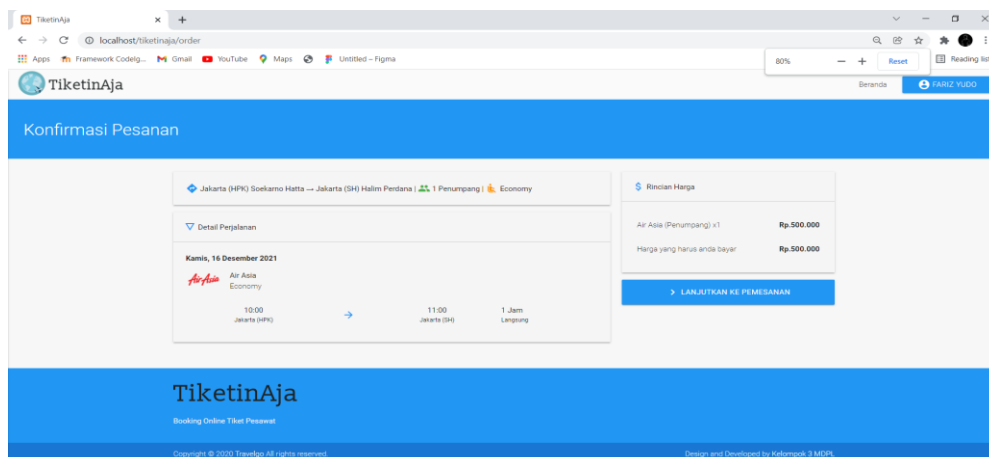 TiketinAja
localhost/tiketinaja/order
Apps Framework CodeIg... Gmail YouTube Maps Untitled – Figma
80% − + Reset
Reading list
TiketinAja
Beranda
FARIZ YUDO
Konfirmasi Pesanan
Jakarta (HPK) Soekarno Hatta → Jakarta (SH) Halim Perdana | 1 Penumpang | Economy
Detail Perjalanan
Kamis, 16 Desember 2021
AirAsia
Air Asia
Economy
10:00 → 11:00 1 Jam
Jakarta (HPK) Jakarta (SH) Langsung
Rincian Harga
Air Asia (Penumpang) x1 Rp.500.000
Harga yang harus anda bayar Rp.500.000
> LANJUTKAN KE PEMESANAN
TiketinAja
Booking Online Tiket Pesawat
Copyright © 2020 Travelgo All rights reserved.
Design and Developed by Kelompok 3 MDPL